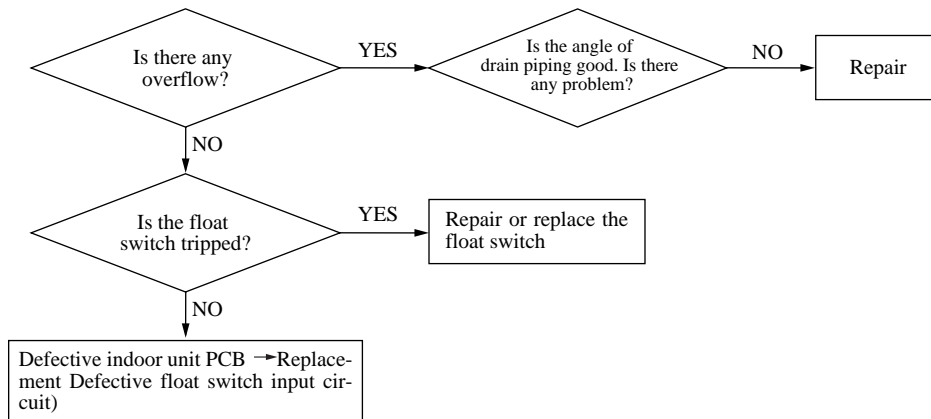 Is there any
overflow?
YES
Is the angle of
drain piping good. Is there
any problem?
NO
Repair
NO
Is the float
switch tripped?
YES
Repair or replace the
float switch
NO
Defective indoor unit PCB → Replace-
ment Defective float switch input cir-
cuit)